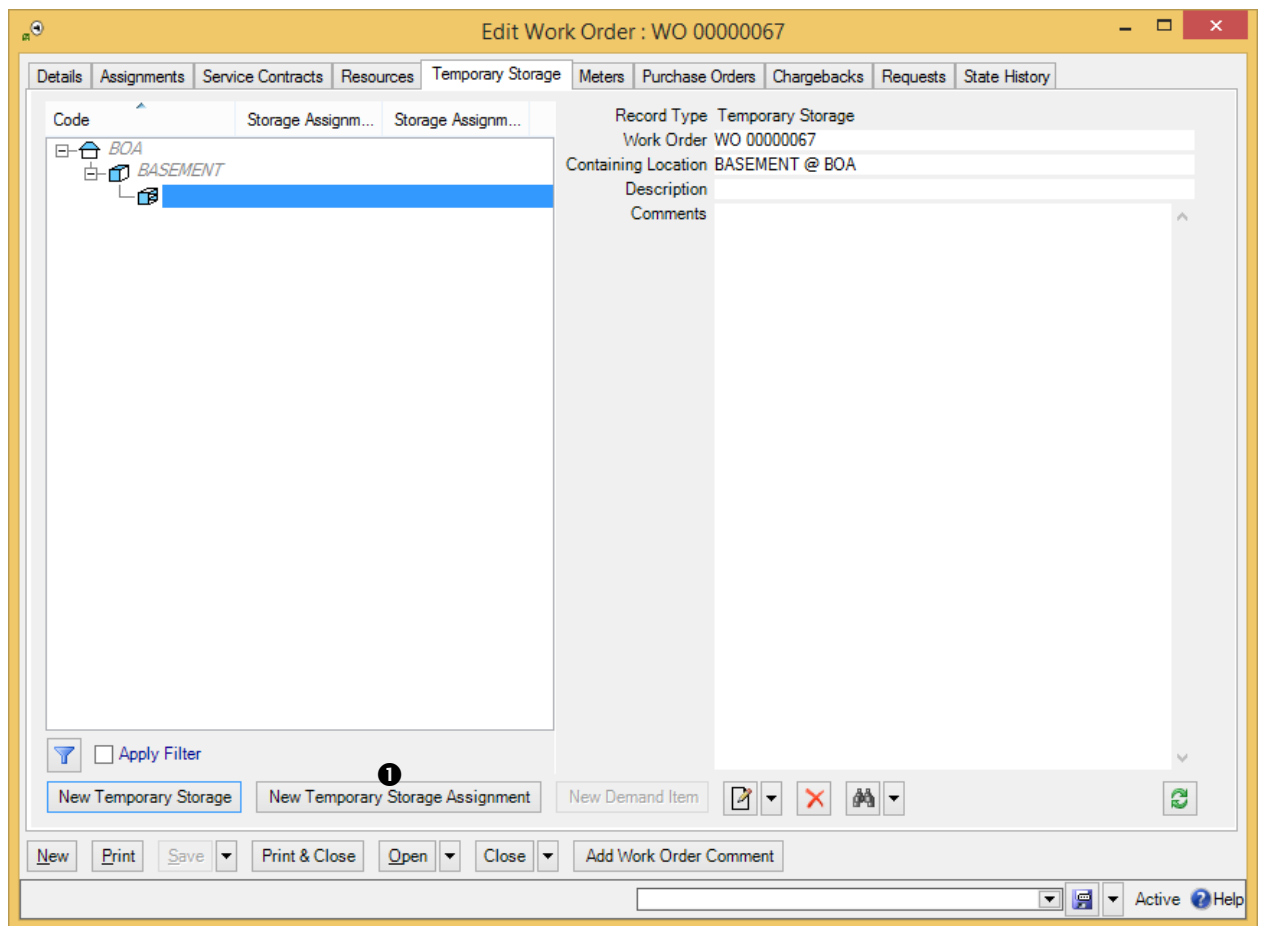 Edit Work Order : WO 00000067
Details Assignments Service Contracts Resources Temporary Storage Meters Purchase Orders Chargebacks Requests State History
Code Storage Assignm... Storage Assignm...
BOA
BASEMENT
Record Type Temporary Storage
Work Order WO 00000067
Containing Location BASEMENT @ BOA
Description
Comments
Apply Filter
❶
New Temporary Storage New Temporary Storage Assignment New Demand Item
New Print Save Print & Close Open Close Add Work Order Comment
Active Help